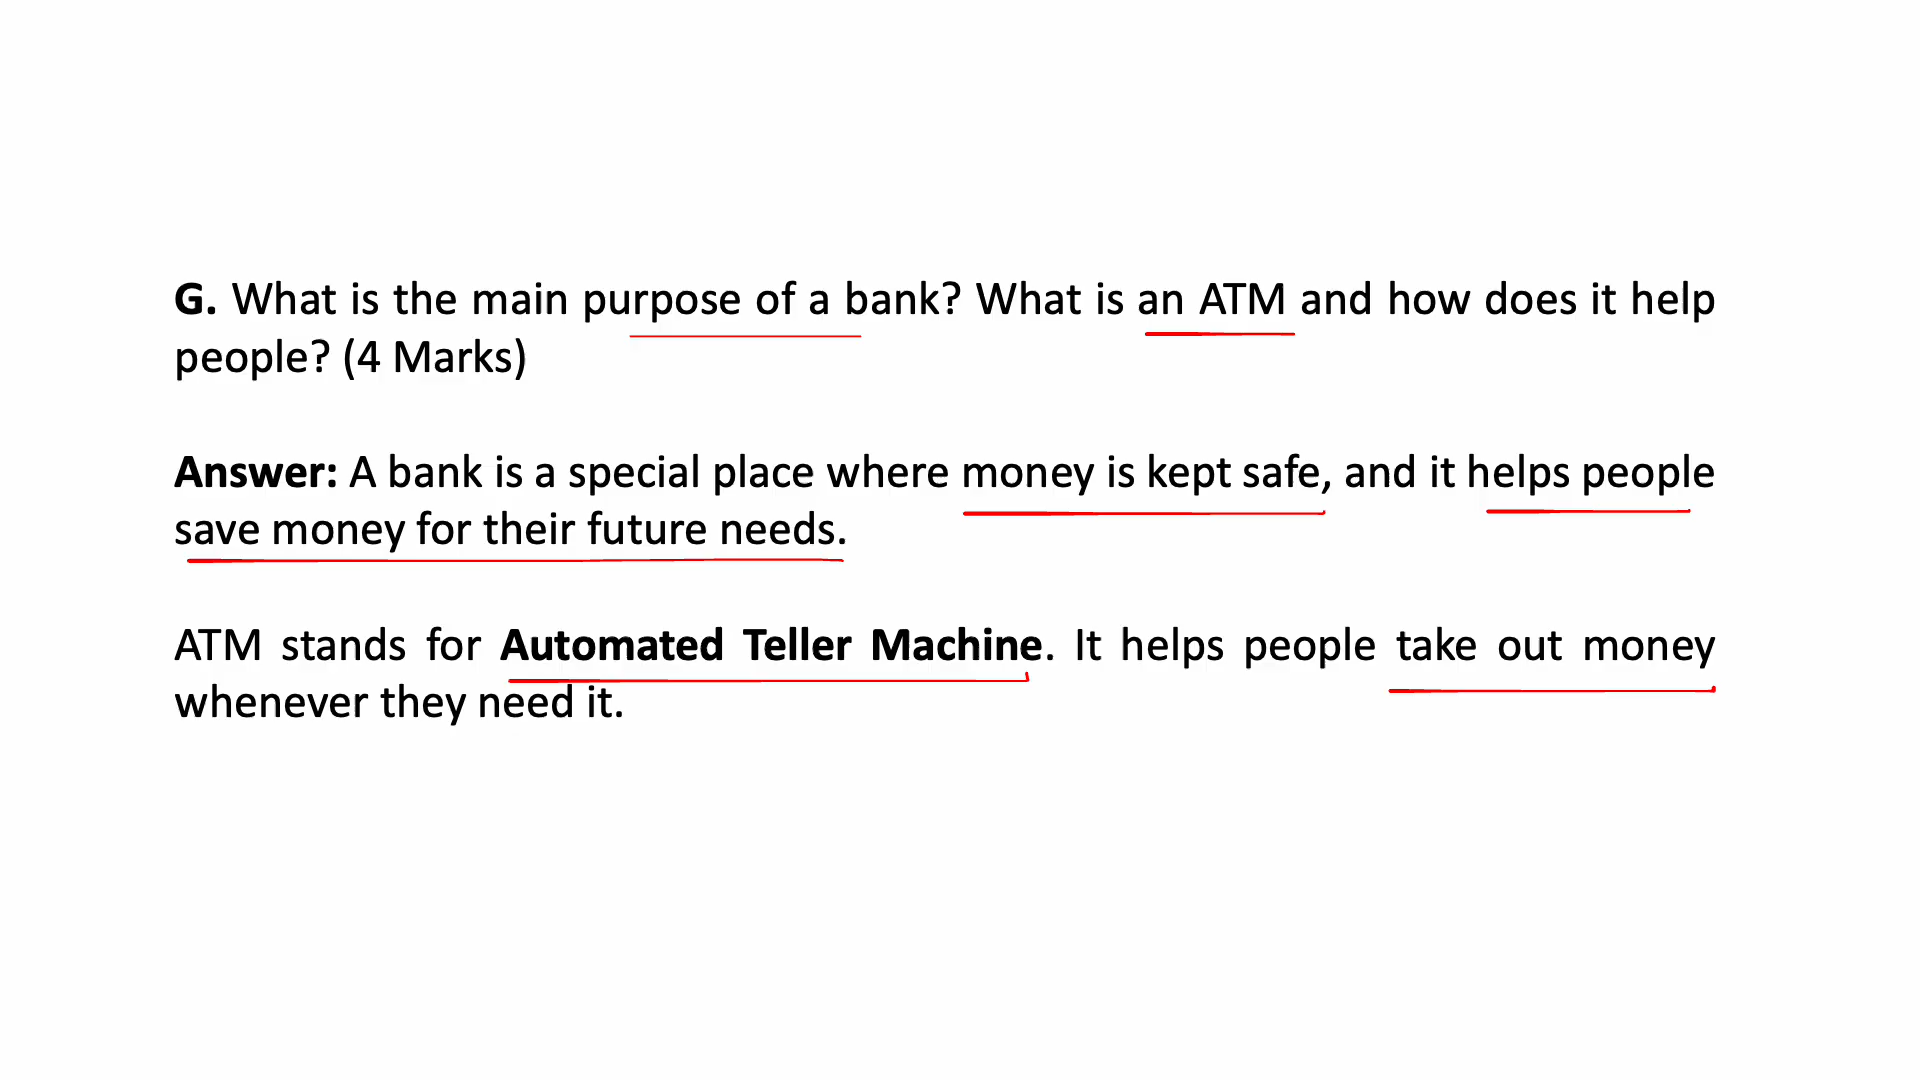 G. What is the main purpose of a bank? What is an ATM and how does it help
people? (4 Marks)
Answer: A bank is a special place where money is kept safe, and it helps people
save money for their future needs.
ATM stands for Automated Teller Machine. It helps people take out money
whenever they need it.